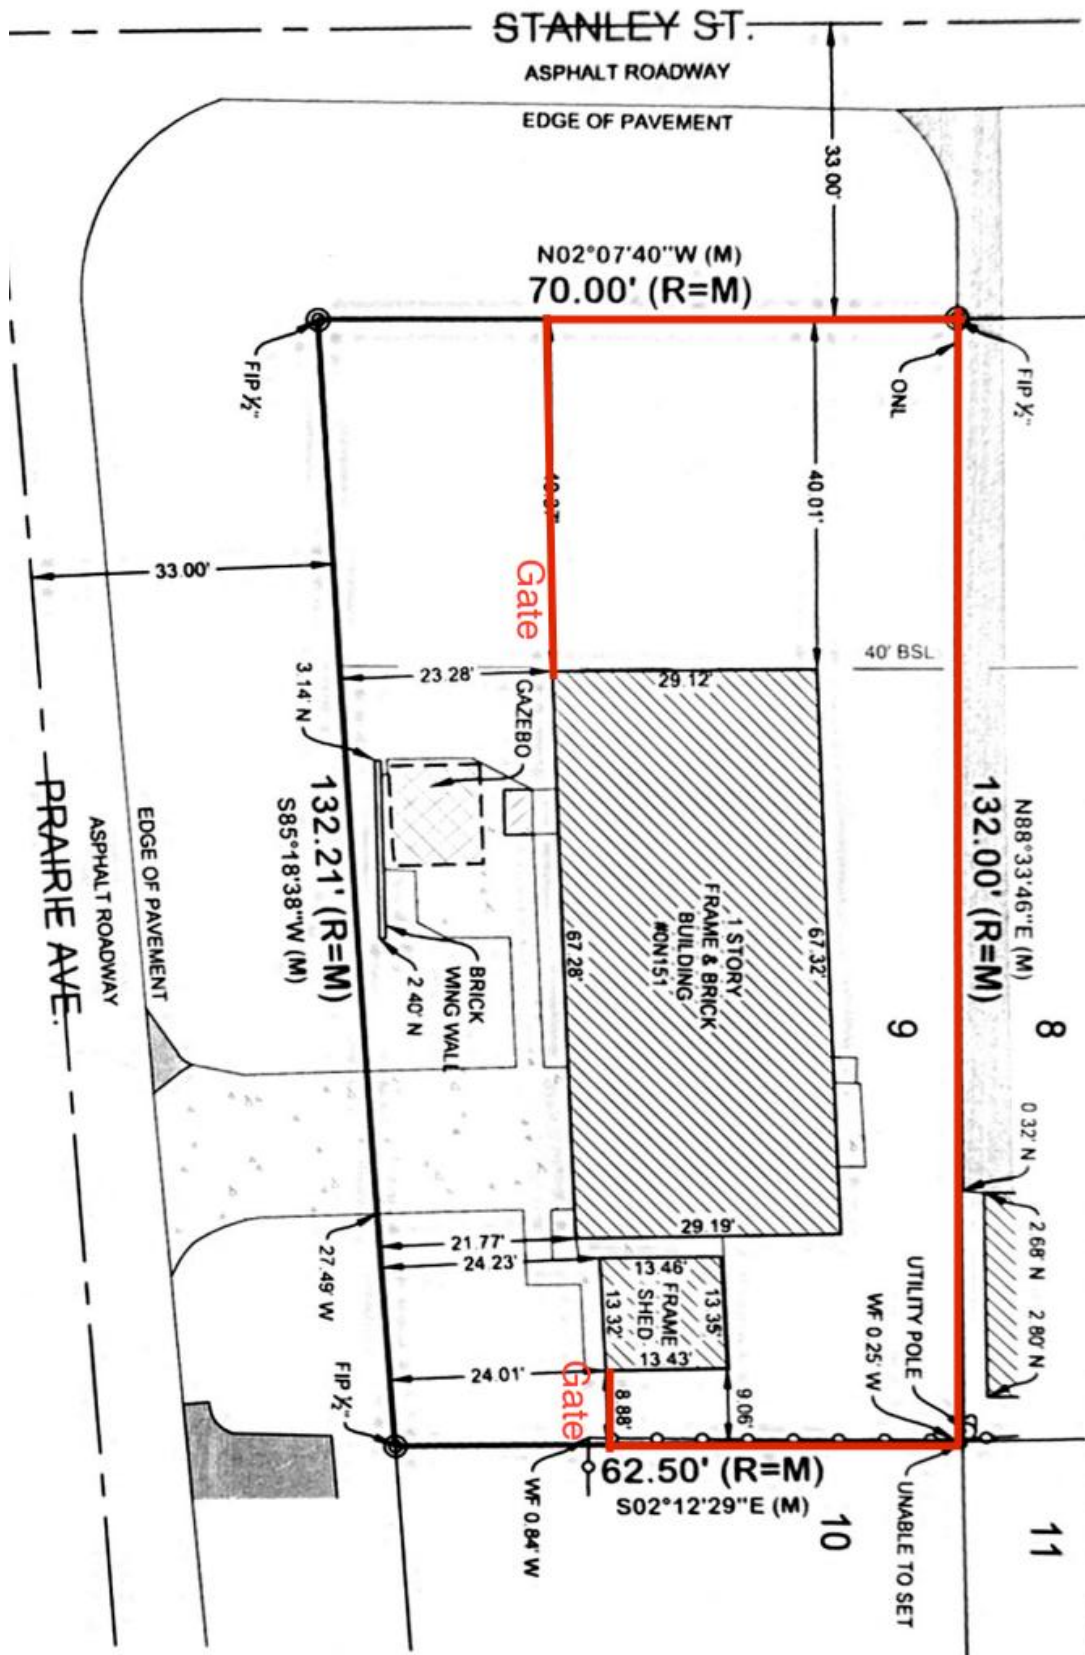 STANLEY ST.
ASPHALT ROADWAY
EDGE OF PAVEMENT
33.00'
N02°07'40"W (M)
70.00' (R=M)
FIP ½"
ONL
FIP ½"
40.01'
Gate
33.00'
40' BSL
23.28'
29.12'
3.14' N
GAZEBO
132.21' (R=M)
S85°18'38"W (M)
132.00' (R=M)
N88°33'46"E (M)
PRAIRIE AVE.
ASPHALT ROADWAY
EDGE OF PAVEMENT
BRICK
WING WALL
2 40' N
67 28'
1 STORY
FRAME & BRICK
BUILDING
#0N151
67.32'
9
8
0 32' N
27.49' W
21.77'
24.23'
29.19'
13.46'
13 32'
FRAME
SHED
13 35'
13 43'
2 68' N
2 80' N
UTILITY POLE
WF 0.25' W
FIP ½"
24.01'
Gate
8 88'
9.06'
62.50' (R=M)
S02°12'29"E (M)
WF 0.84' W
10
UNABLE TO SET
11